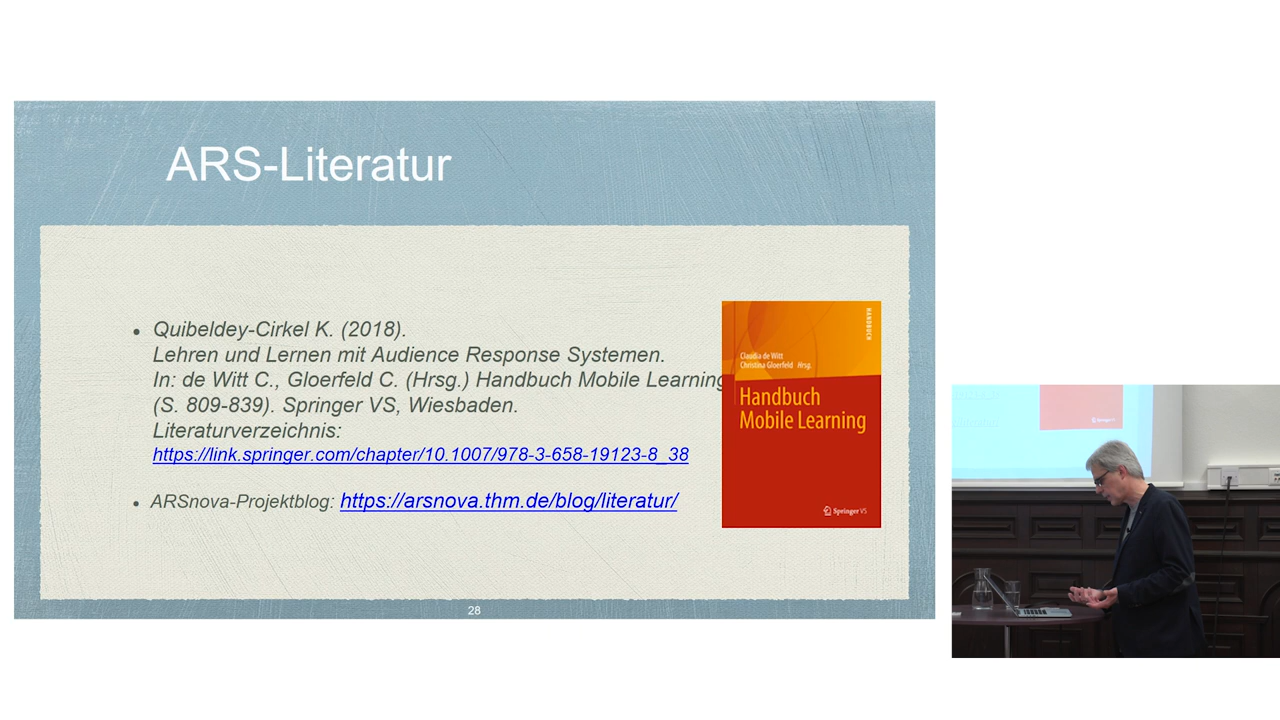 ARS-Literatur
• Quibeldey-Cirkel K. (2018).
Lehren und Lernen mit Audience Response Systemen.
In: de Witt C., Gloerfeld C. (Hrsg.) Handbuch Mobile Learning
(S. 809-839). Springer VS, Wiesbaden.
Literaturverzeichnis:
https://link.springer.com/chapter/10.1007/978-3-658-19123-8_38
• ARSnova-Projektblog: https://arsnova.thm.de/blog/literatur/
HANDBUCH
Claudia de Witt
Christina Gloerfeld Hrsg.
Handbuch
Mobile Learning
Springer VS
28